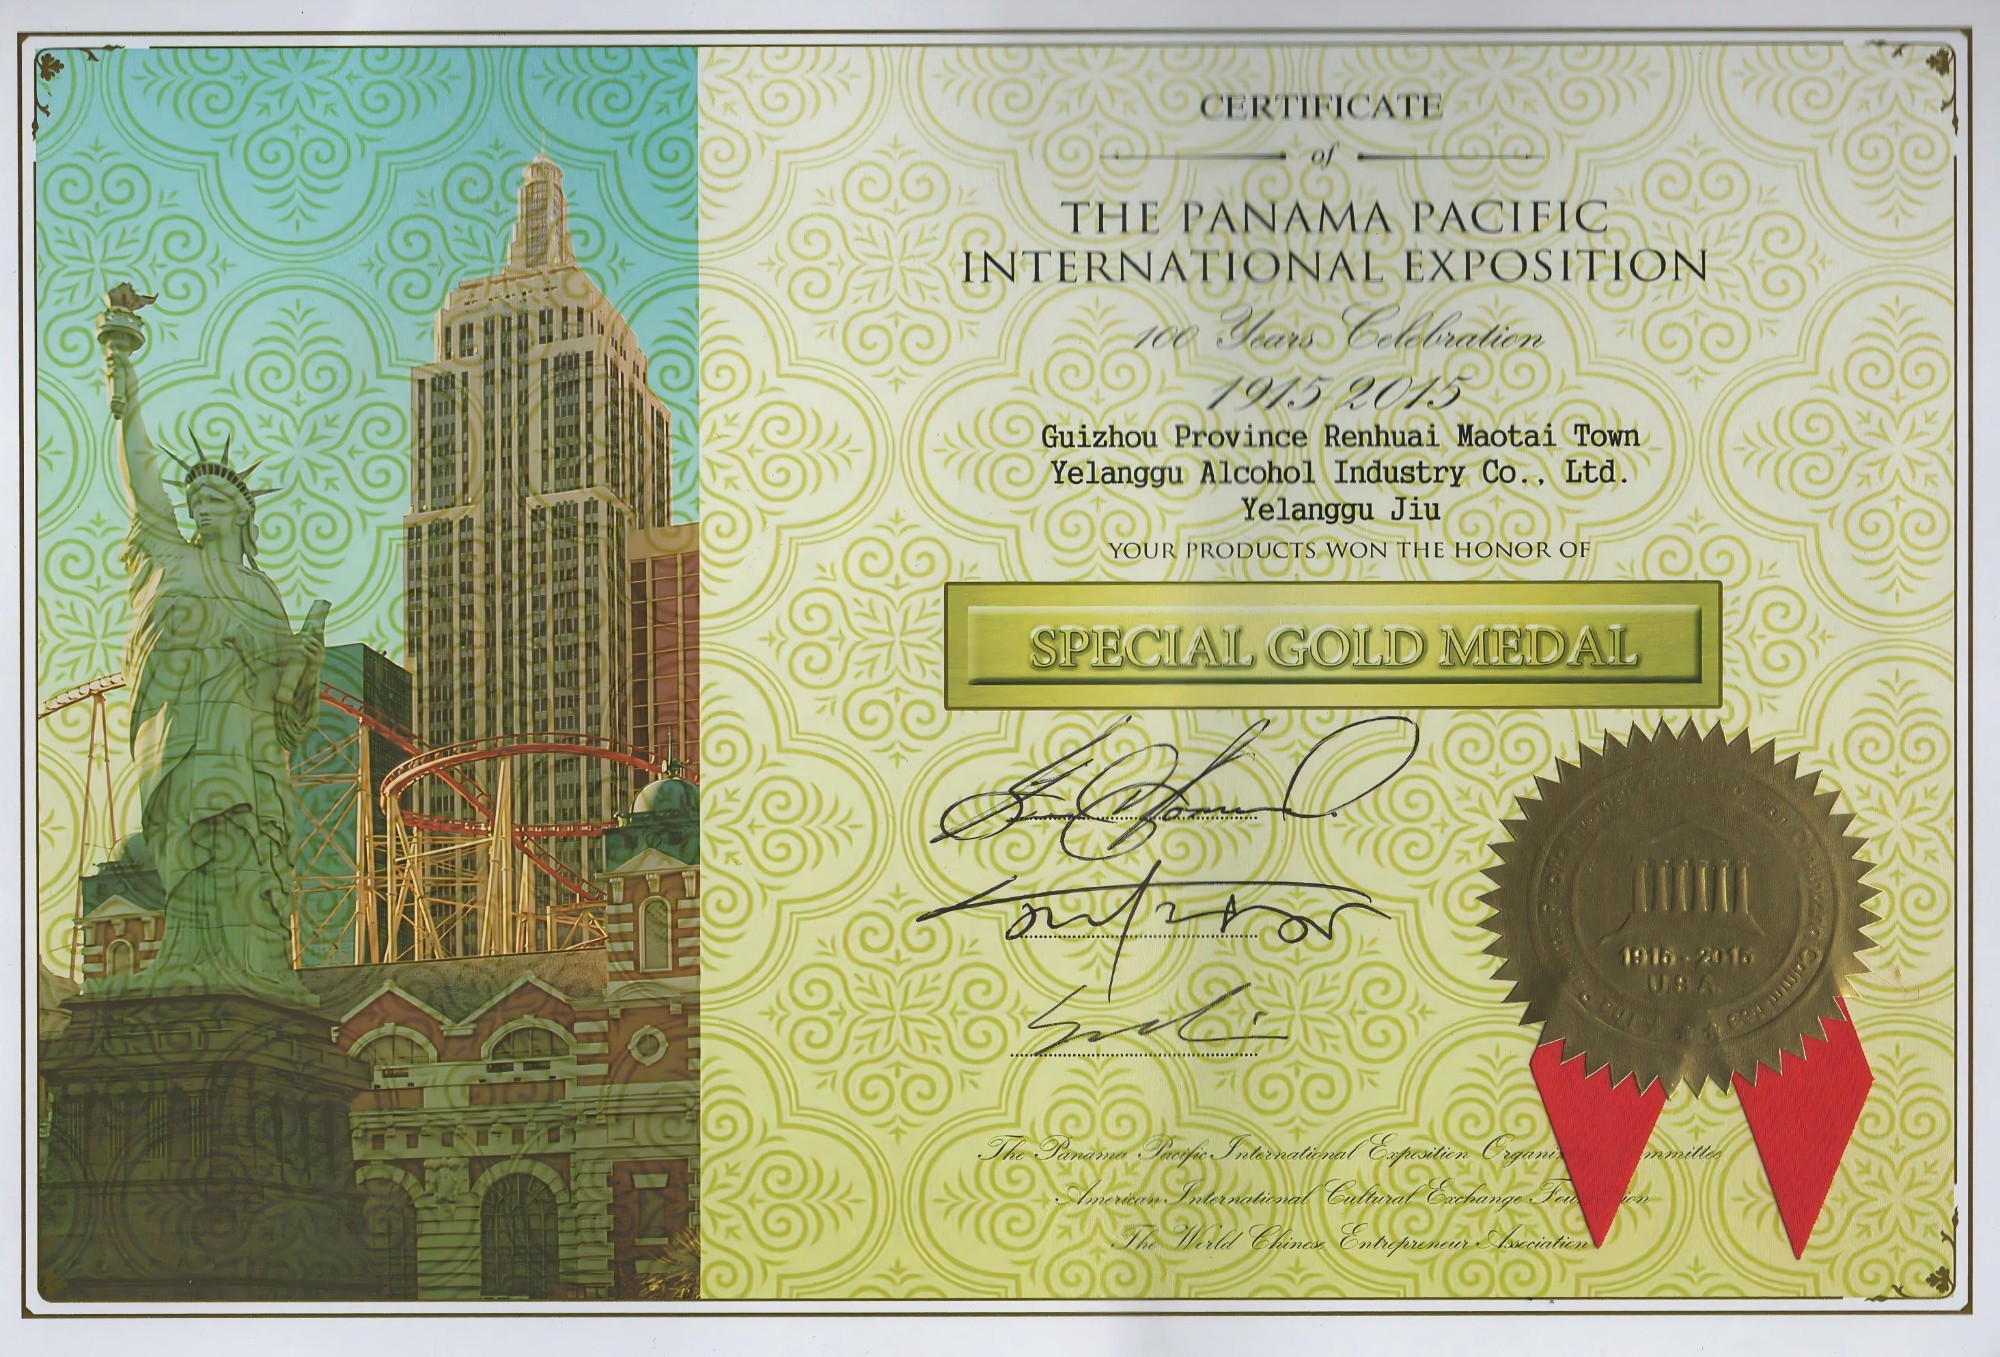 CERTIFICATE
of
THE PANAMA PACIFIC
INTERNATIONAL EXPOSITION
100 Years Celebration
1915 2015
Guizhou Province Renhuai Maotai Town
Yelanggu Alcohol Industry Co., Ltd.
Yelanggu Jiu
YOUR PRODUCTS WON THE HONOR OF
SPECIAL GOLD MEDAL
1915 - 2015
U.S.A.
The Panama Pacific International Exposition
American International Cultural Exchange
The World Chinese Entrepreneur Association